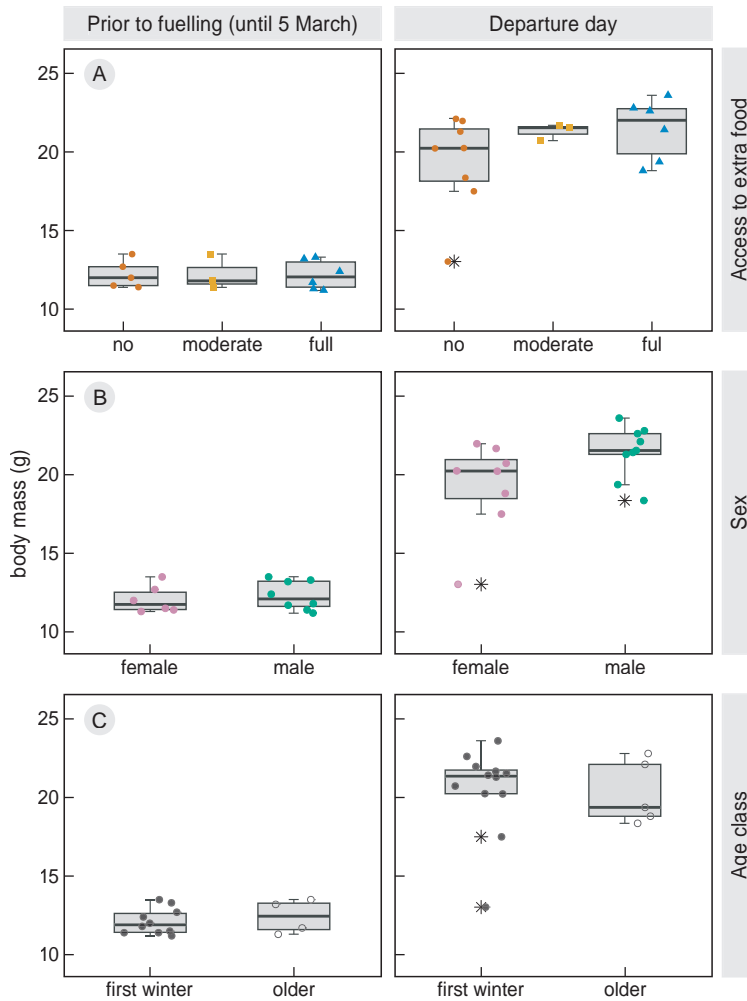 Prior to fuelling (until 5 March)
Departure day
A
25
20
15
10
no moderate full
no moderate ful
Access to extra food
B
25
20
15
10
body mass (g)
female male
female male
Sex
C
25
20
15
10
first winter older
first winter older
Age class